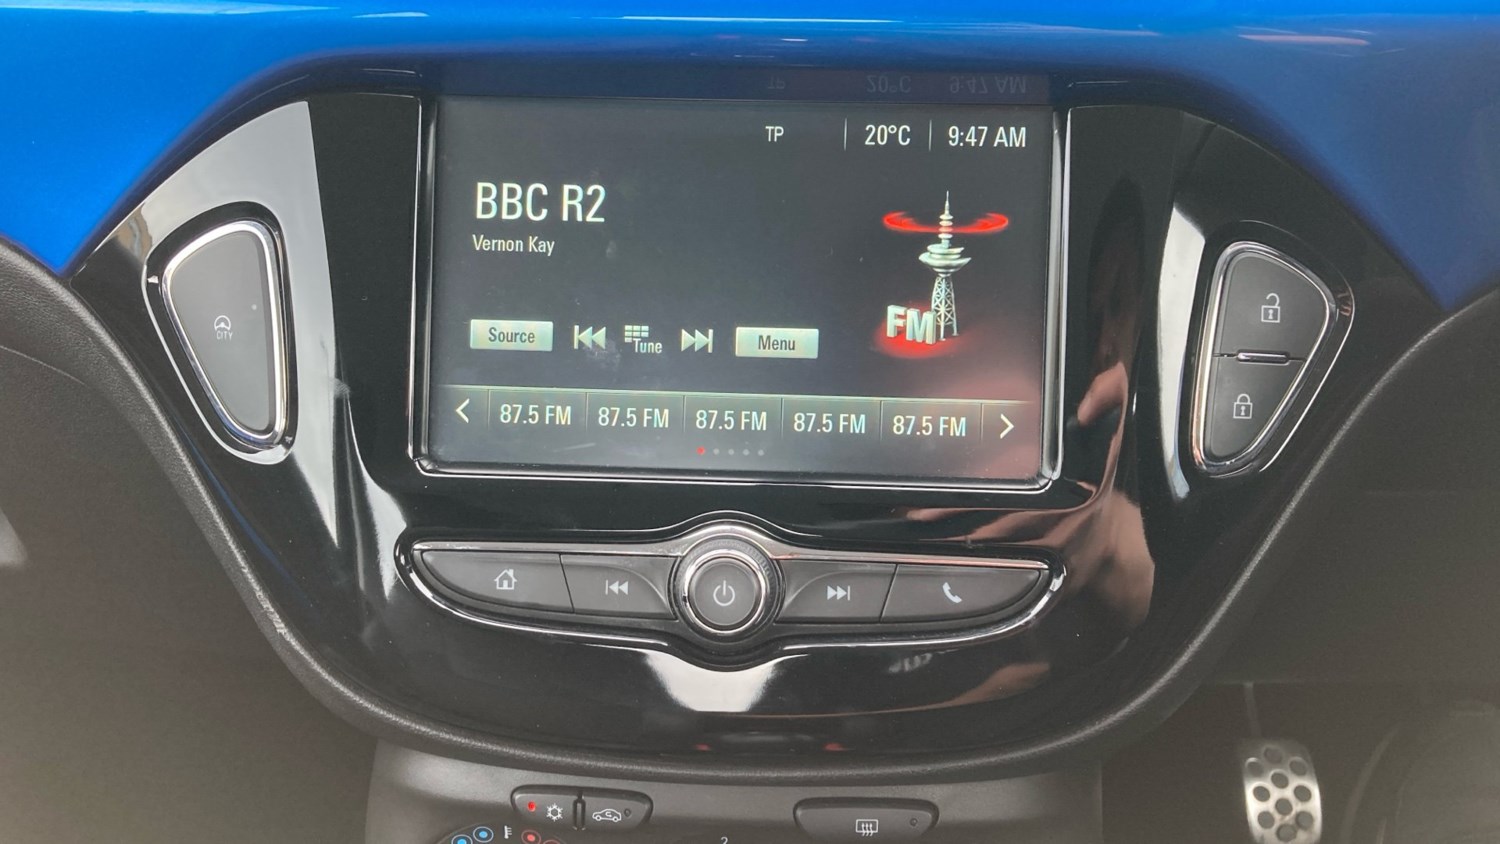 TP 20°C 9:47 AM
BBC R2
Vernon Kay
FM
Source Tune Menu
87.5 FM 87.5 FM 87.5 FM 87.5 FM 87.5 FM
CITY
2